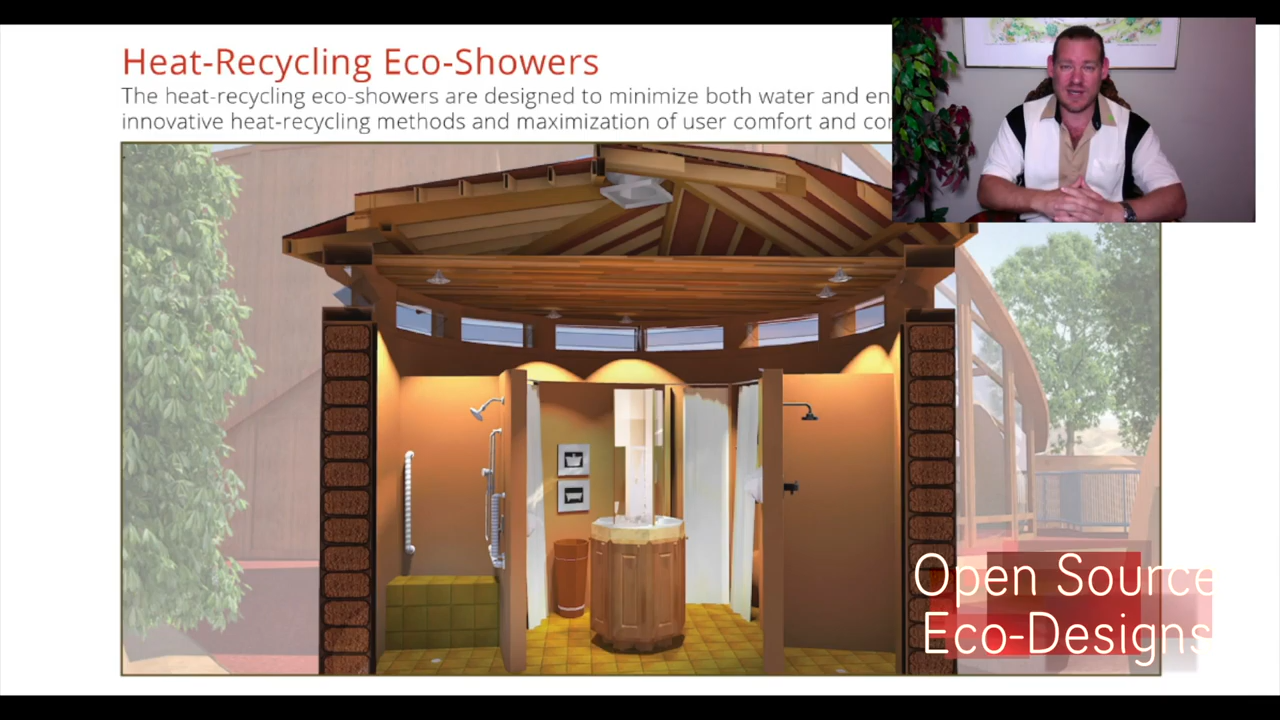 Heat-Recycling Eco-Showers
The heat-recycling eco-showers are designed to minimize both water and en
innovative heat-recycling methods and maximization of user comfort and co
Open Source
Eco-Designs